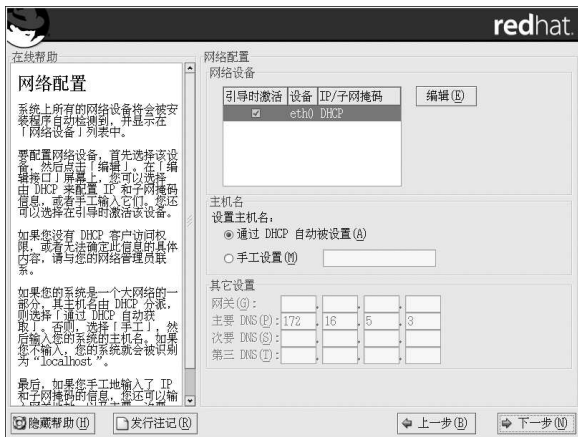 redhat.
在线帮助
网络配置
系统上所有的网络设备将会被安
装程序自动检测到，并显示在
「网络设备」列表中。
要配置网络设备，首先选择该设
备，然后点击「编辑」。在「编
辑接口」屏幕上，您可以选择
由 DHCP 来配置 IP 和子网掩码
信息，或者手工输入它们。您还
可以选择在引导时激活该设备。
如果您没有 DHCP 客户访问权
限，或者无法确定此信息的具体
内容，请与您的网络管理员联
系。
如果您的系统是一个大网络的一
部分，其主机名由 DHCP 分派，
则选择「通过 DHCP 自动获
取」。否则，选择「手工」，然
后输入您的系统的主机名。如果
您不输入，您的系统就会被识别
为“localhost”。
最后，如果您手工地输入了 IP
和子网掩码的信息，您还可以输
网络配置
网络设备
引导时激活 设备 IP/子网掩码
eth0 DHCP
编辑(E)
主机名
设置主机名：
通过 DHCP 自动被设置(A)
手工设置(M)
其它设置
网关(G)：
主要 DNS(P)：172 . 16 . 5 . 3
次要 DNS(S)：
第三 DNS(T)：
隐藏帮助(H)
发行注记(R)
上一步(B)
下一步(N)